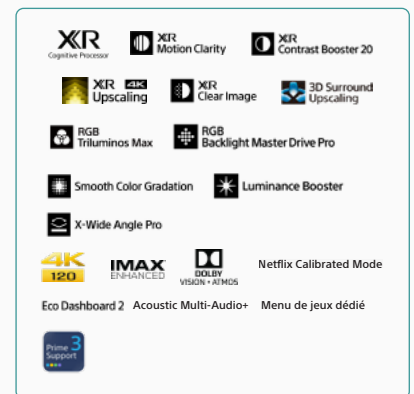 XR
Cognitive Processor
XR
Motion Clarity
XR
Contrast Booster 20
XR 4K
Upscaling
XR
Clear Image
3D Surround
Upscaling
RGB
Triluminos Max
RGB
Backlight Master Drive Pro
Smooth Color Gradation
Luminance Booster
X-Wide Angle Pro
4K
120
IMAX
ENHANCED
DOLBY
VISION • ATMOS
Netflix Calibrated Mode
Eco Dashboard 2 Acoustic Multi-Audio+ Menu de jeux dédié
Prime 3
Support